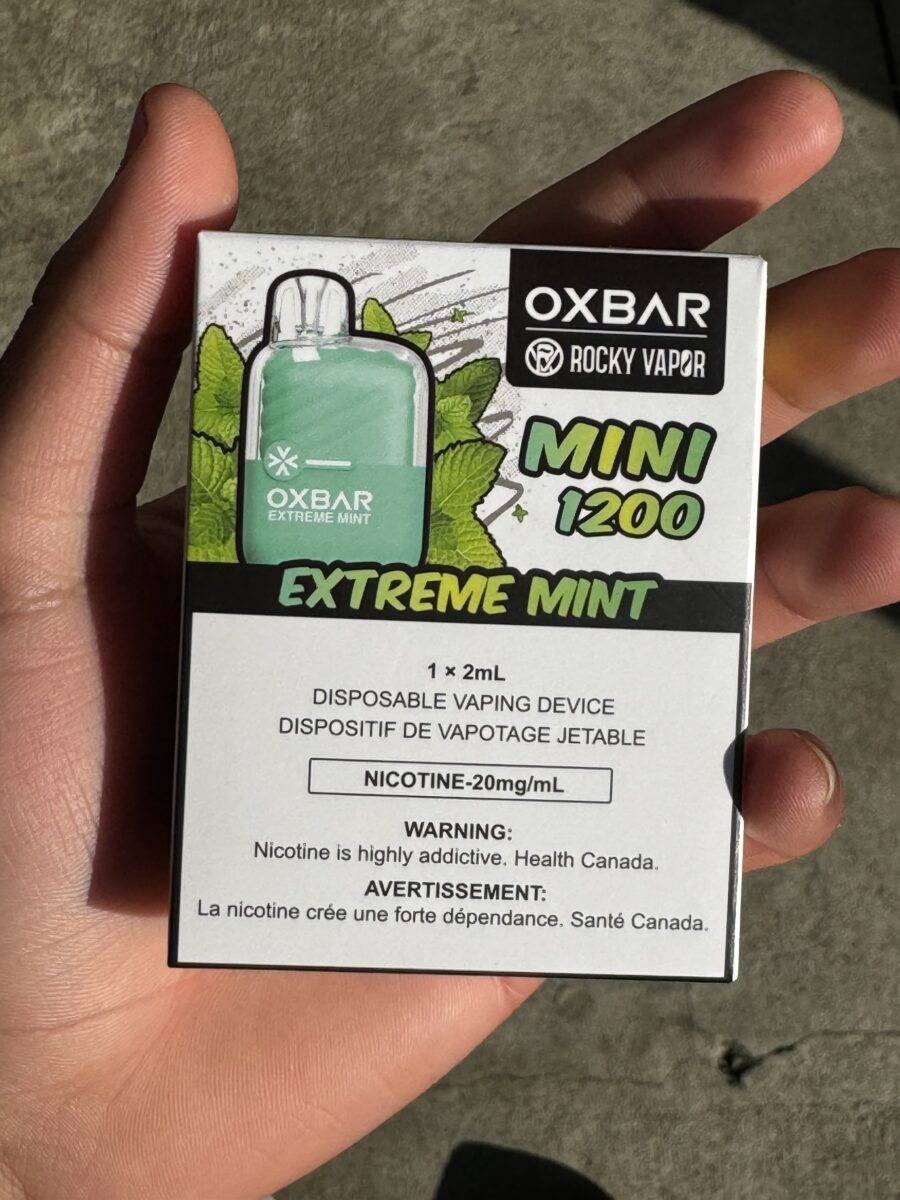 OXBAR
ROCKY VAPOR
MINI
1200
OXBAR
EXTREME MINT
EXTREME MINT
1 × 2mL
DISPOSABLE VAPING DEVICE
DISPOSITIF DE VAPOTAGE JETABLE
NICOTINE-20mg/mL
WARNING:
Nicotine is highly addictive. Health Canada.
AVERTISSEMENT:
La nicotine crée une forte dépendance. Santé Canada.